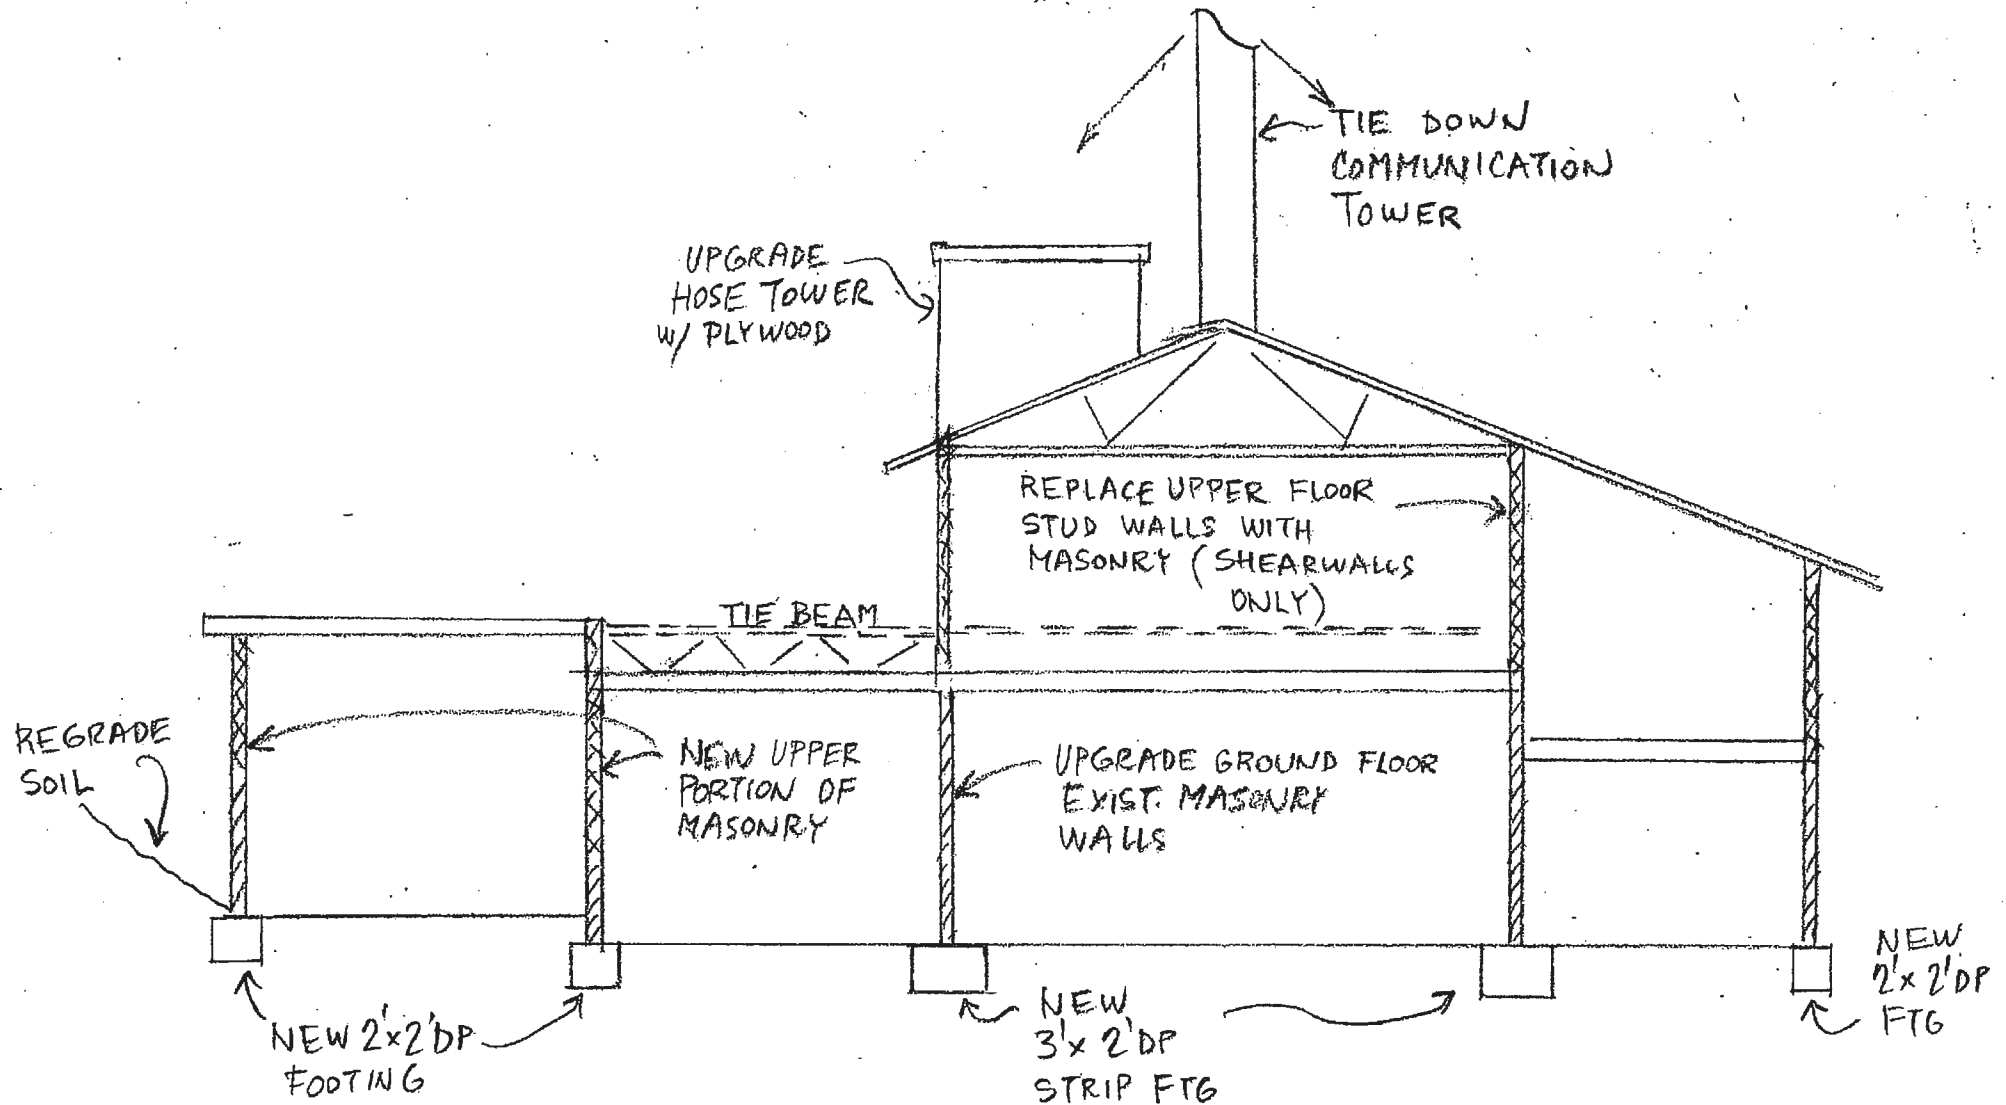 TIE DOWN
COMMUNICATION
TOWER
UPGRADE
HOSE TOWER
W/ PLYWOOD
REPLACE UPPER FLOOR
STUD WALLS WITH
MASONRY (SHEARWALLS
ONLY)
TIE BEAM
REGRADE
SOIL
NEW UPPER
PORTION OF
MASONRY
UPGRADE GROUND FLOOR
EXIST. MASONRY
WALLS
NEW 2'x2' DP
FOOTING
NEW
3'x 2' DP
STRIP FTG
NEW
2'x 2' DP
FTG